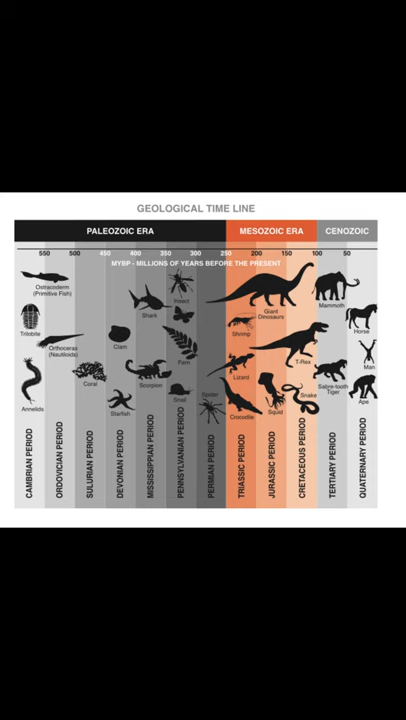 GEOLOGICAL TIME LINE
PALEOZOIC ERA
MESOZOIC ERA
CENOZOIC
550 500 450 400 350 300 250 200 150 100 50
MYBP - MILLIONS OF YEARS BEFORE THE PRESENT
Ostracederm
(Primitive Fish)
Trilobite
Orthoceras
(Nautiloids)
Annelids
Coral
Clam
Starfish
Shark
Scorpion
Insect
Fern
Snail
Spider
Shrimp
Lizard
Crocodile
Giant
Dinosaurs
T-Rex
Squid
Snake
Mammoth
Sabre-tooth
Tiger
Horse
Man
Ape
CAMBRIAN PERIOD
ORDOVICIAN PERIOD
SULURIAN PERIOD
DEVONIAN PERIOD
MISSISSIPPIAN PERIOD
PENNSYLVANIAN PERIOD
PERMIAN PERIOD
TRIASSIC PERIOD
JURASSIC PERIOD
CRETACEOUS PERIOD
TERTIARY PERIOD
QUATERNARY PERIOD